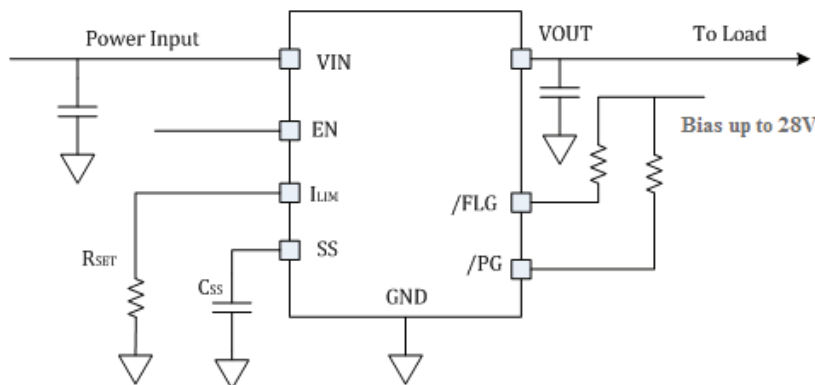 Power Input
VIN
VOUT
To Load
EN
Bias up to 28V
ILIM
/FLG
RSET
SS
CSS
/PG
GND